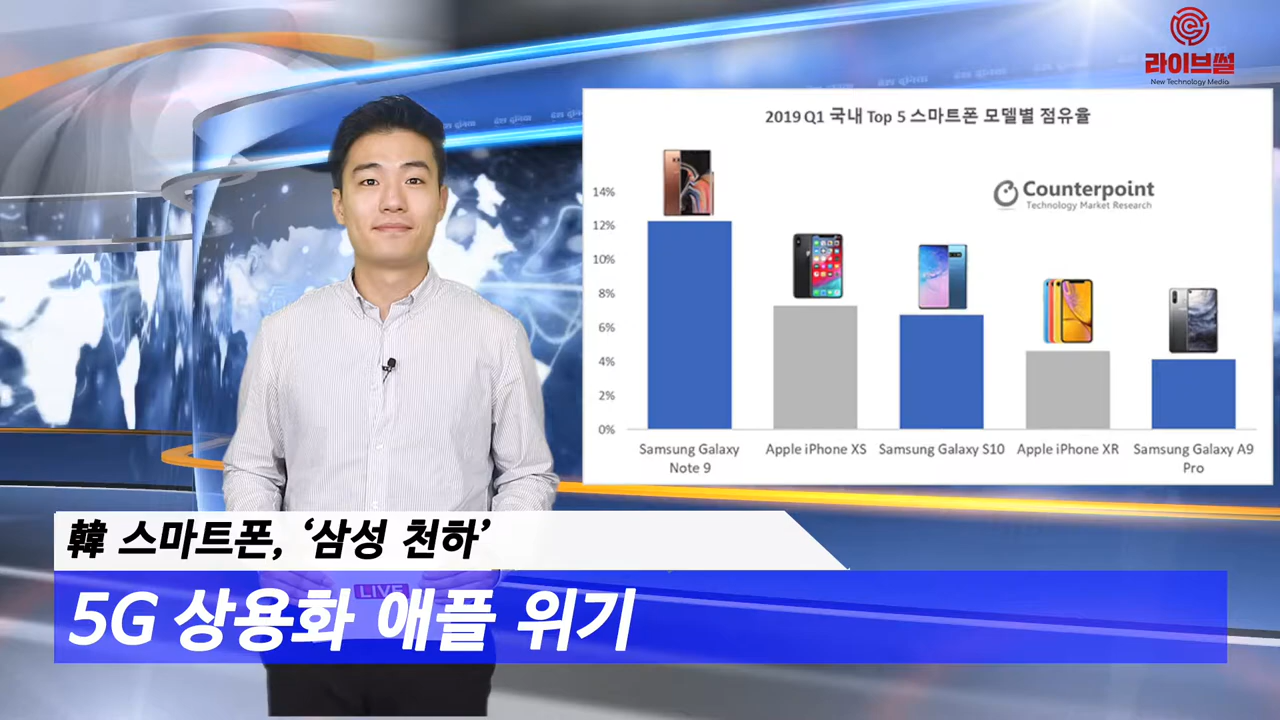 라이브썰
New Technology Media
2019 Q1 국내 Top 5 스마트폰 모델별 점유율
Counterpoint
Technology Market Research
14%
12%
10%
8%
6%
4%
2%
0%
Samsung Galaxy Note 9
Apple iPhone XS
Samsung Galaxy S10
Apple iPhone XR
Samsung Galaxy A9 Pro
韓 스마트폰, ‘삼성 천하’
LIVE
5G 상용화 애플 위기